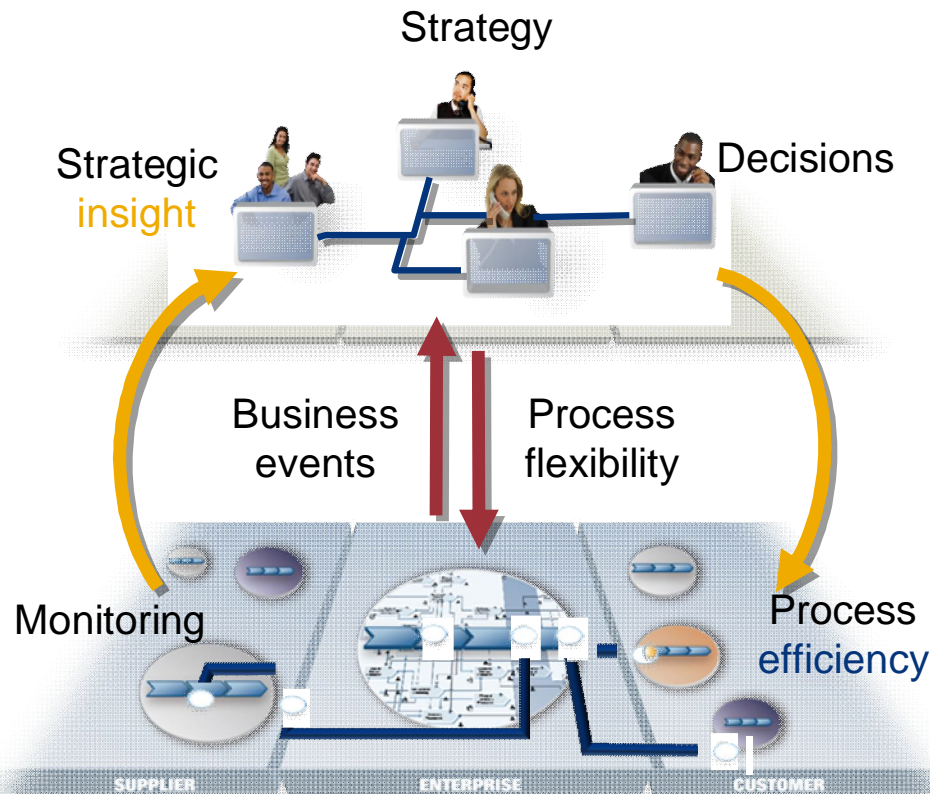 Strategy
Strategic
insight
Decisions
Business
events
Process
flexibility
Monitoring
Process
efficiency
SUPPLIER
ENTERPRISE
CUSTOMER